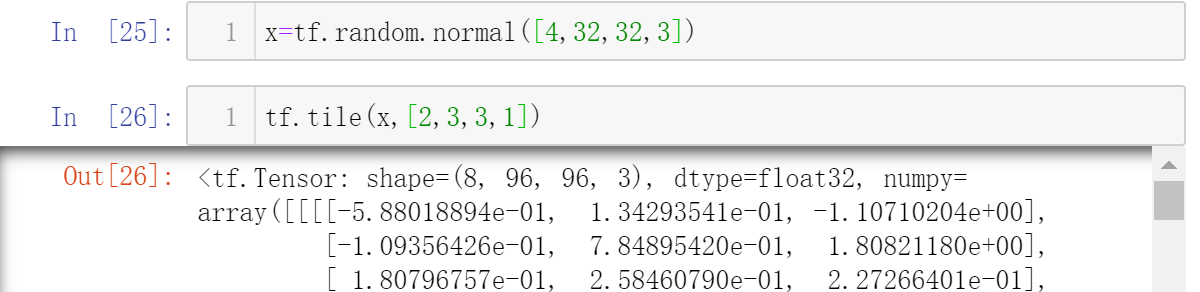 In [25]: 1 x=tf.random.normal([4,32,32,3])
In [26]: 1 tf.tile(x,[2,3,3,1])
Out[26]: <tf.Tensor: shape=(8, 96, 96, 3), dtype=float32, numpy=
array([[[[-5.88018894e-01, 1.34293541e-01, -1.10710204e+00],
[-1.09356426e-01, 7.84895420e-01, 1.80821180e+00],
[ 1.80796757e-01, 2.58460790e-01, 2.27266401e-01],